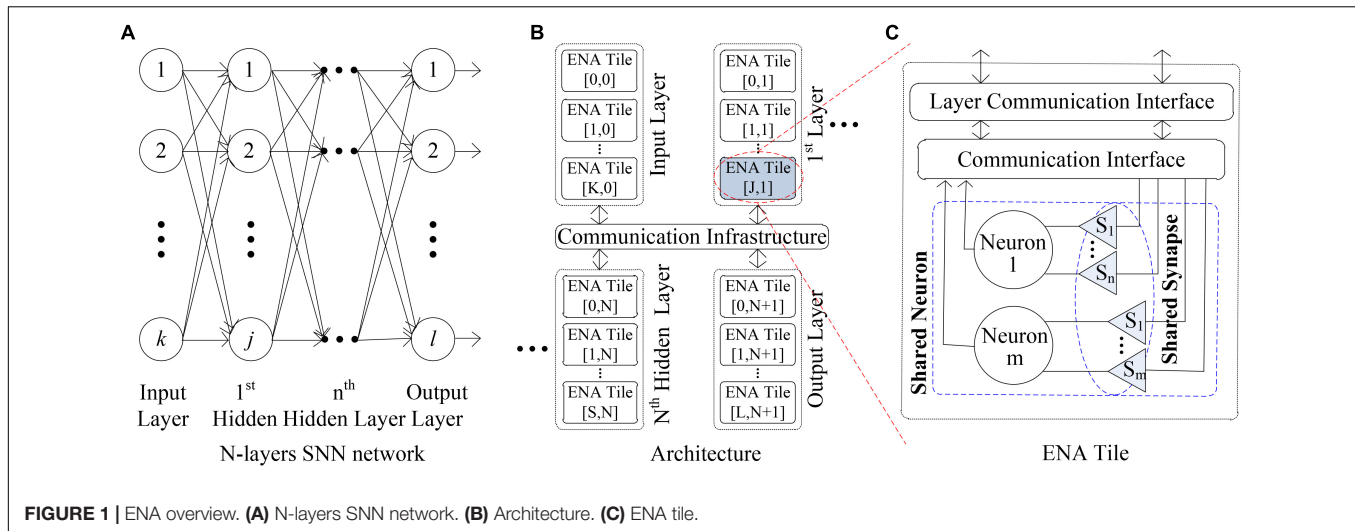 A
1
1
1
2
2
2
k
j
l
Input
Layer
1st
Hidden
nth
Hidden Layer
Output
Layer
N-layers SNN network
B
ENA Tile
[0,0]
ENA Tile
[1,0]
ENA Tile
[K,0]
Input Layer
ENA Tile
[0,1]
ENA Tile
[1,1]
ENA Tile
[J,1]
1st Layer
Communication Infrastructure
ENA Tile
[0,N]
ENA Tile
[1,N]
ENA Tile
[S,N]
Nth Hidden Layer
ENA Tile
[0,N+1]
ENA Tile
[1,N+1]
ENA Tile
[L,N+1]
Output Layer
Architecture
C
Layer Communication Interface
Communication Interface
Shared Neuron
Neuron
1
S1
Sn
Neuron
m
S1
Sm
Shared Synapse
ENA Tile
FIGURE 1 | ENA overview. (A) N-layers SNN network. (B) Architecture. (C) ENA tile.